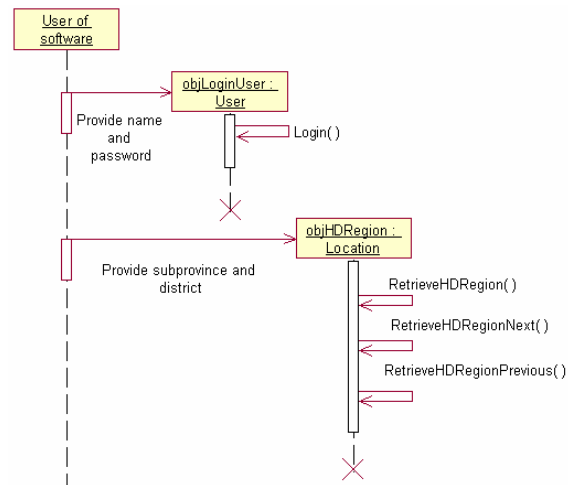 User of
software
objLoginUser :
User
Provide name
and
password
Login( )
objHDRegion :
Location
Provide subprovince and
district
RetrieveHDRegion( )
RetrieveHDRegionNext( )
RetrieveHDRegionPrevious( )